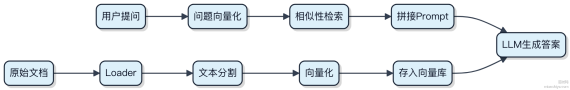 用户提问
问题向量化
相似性检索
拼接Prompt
LLM生成答案
原始文档
Loader
文本分割
向量化
存入向量库